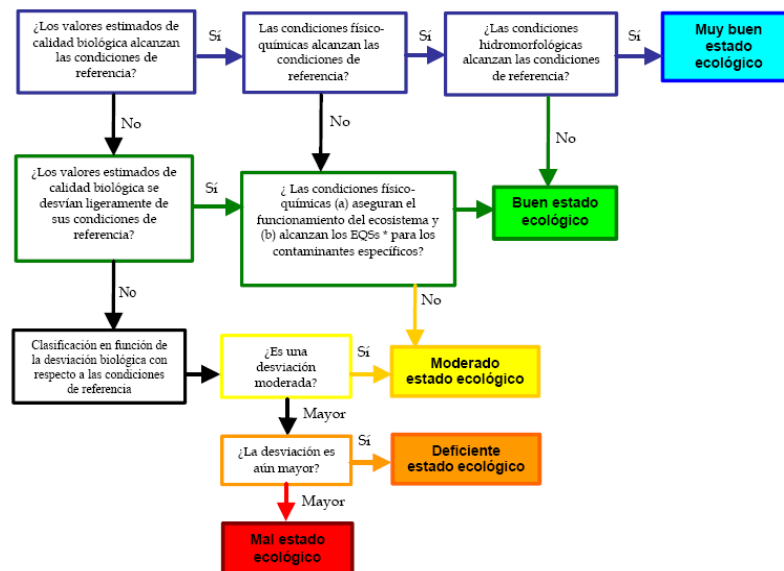 ¿Los valores estimados de
calidad biológica alcanzan
las condiciones de
referencia?
Sí
Las condiciones físico-
químicas alcanzan las
condiciones de
referencia?
Sí
¿Las condiciones
hidromorfológicas
alcanzan las condiciones
de referencia?
Sí
Muy buen
estado
ecológico
No
No
No
¿Los valores estimados de
calidad biológica se
desvían ligeramente de
sus condiciones de
referencia?
Sí
¿ Las condiciones físico-
químicas (a) aseguran el
funcionamiento del ecosistema y
(b) alcanzan los EQSs * para los
contaminantes específicos?
Buen estado
ecológico
No
No
Clasificación en función de
la desviación biológica con
respecto a las condiciones
de referencia
¿Es una
desviación
moderada?
Sí
Moderado
estado ecológico
Mayor
¿La desviación es
aún mayor?
Sí
Deficiente
estado ecológico
Mayor
Mal estado
ecológico